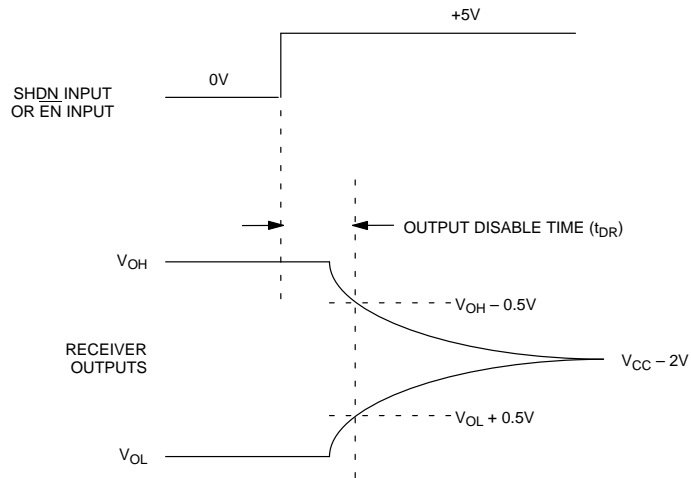 +5V
0V
SHDN INPUT
OR E̅N̅ INPUT
OUTPUT DISABLE TIME (tDR)
VOH
VOH – 0.5V
RECEIVER
OUTPUTS
VCC – 2V
VOL + 0.5V
VOL